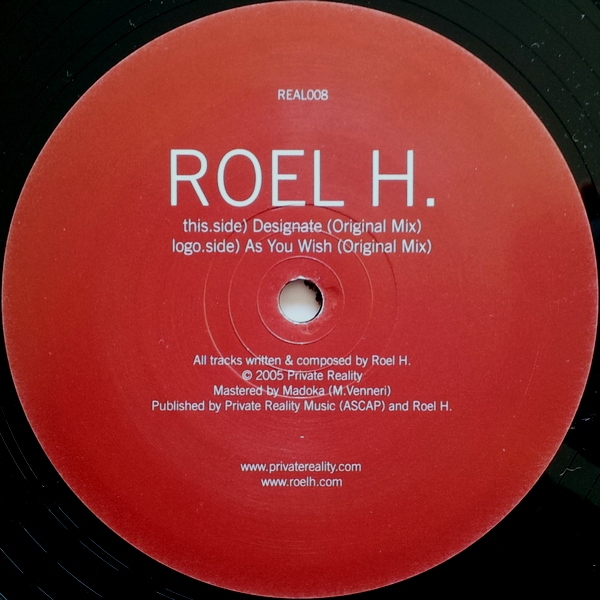 REAL008
ROEL H.
this.side) Designate (Original Mix)
logo.side) As You Wish (Original Mix)
All tracks written & composed by Roel H.
© 2005 Private Reality
Mastered by Madoka (M.Venneri)
Published by Private Reality Music (ASCAP) and Roel H.
www.privatereality.com
www.roelh.com